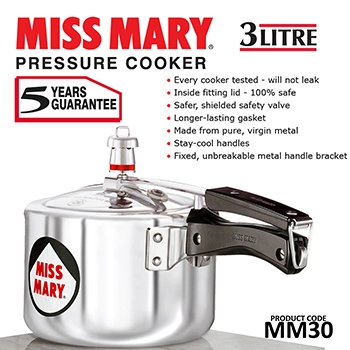 MISS MARY®
3 LITRE
PRESSURE COOKER
5 YEARS
GUARANTEE
• Every cooker tested - will not leak
• Inside fitting lid - 100% safe
• Safer, shielded safety valve
• Longer-lasting gasket
• Made from pure, virgin metal
• Stay-cool handles
• Fixed, unbreakable metal handle bracket
MISS
MARY®
PRODUCT CODE
MM30